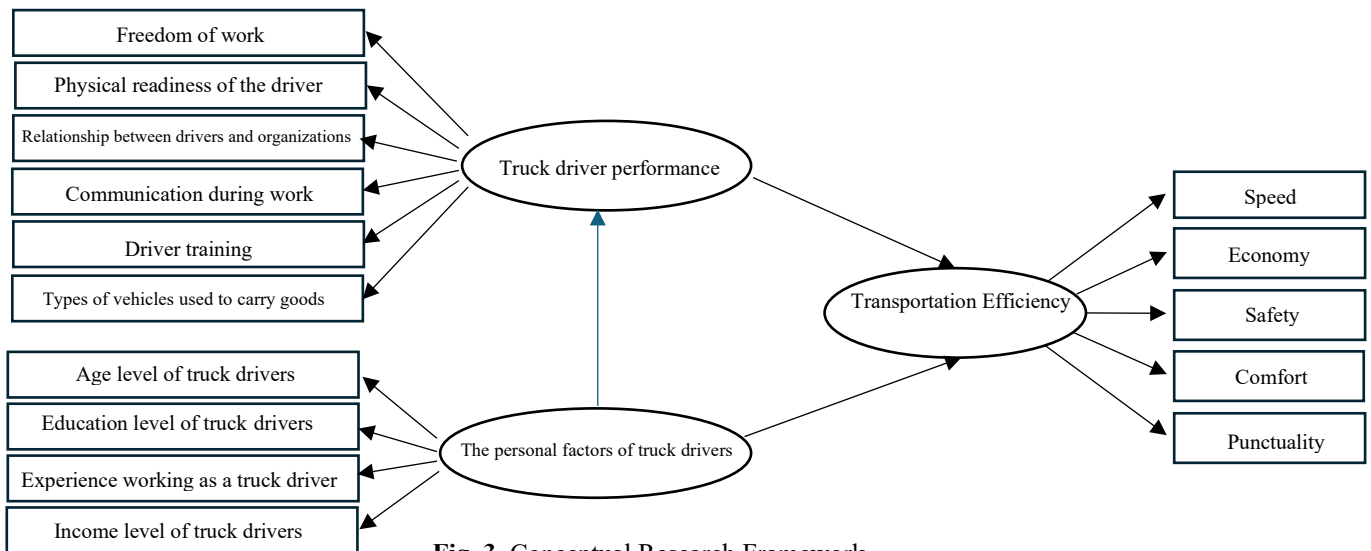 Freedom of work
Physical readiness of the driver
Relationship between drivers and organizations
Communication during work
Driver training
Types of vehicles used to carry goods
Truck driver performance
Speed
Economy
Transportation Efficiency
Safety
Comfort
Punctuality
Age level of truck drivers
Education level of truck drivers
Experience working as a truck driver
Income level of truck drivers
The personal factors of truck drivers
Fig. 3. Conceptual Research Framework